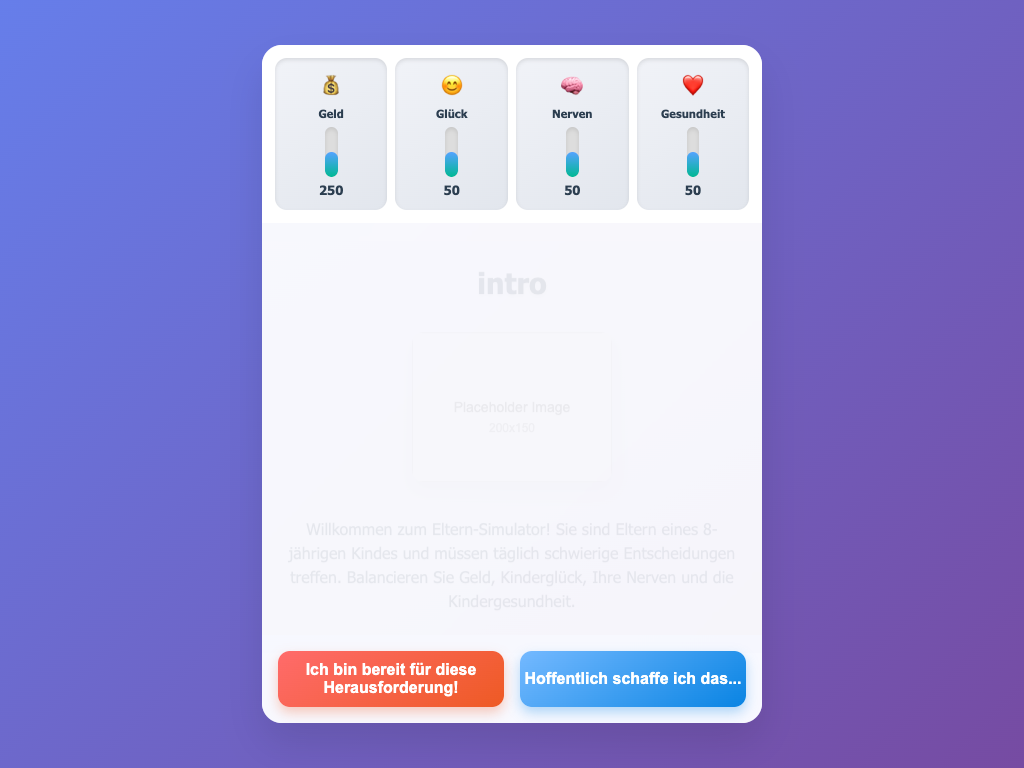 Geld
Glück
Nerven
Gesundheit
250
50
50
50
intro
Placeholder Image
200x150
Willkommen zum Eltern-Simulator! Sie sind Eltern eines 8-
jährigen Kindes und müssen täglich schwierige Entscheidungen
treffen. Balancieren Sie Geld, Kinderglück, Ihre Nerven und die
Kindergesundheit.
Ich bin bereit für diese
Herausforderung!
Hoffentlich schaffe ich das...